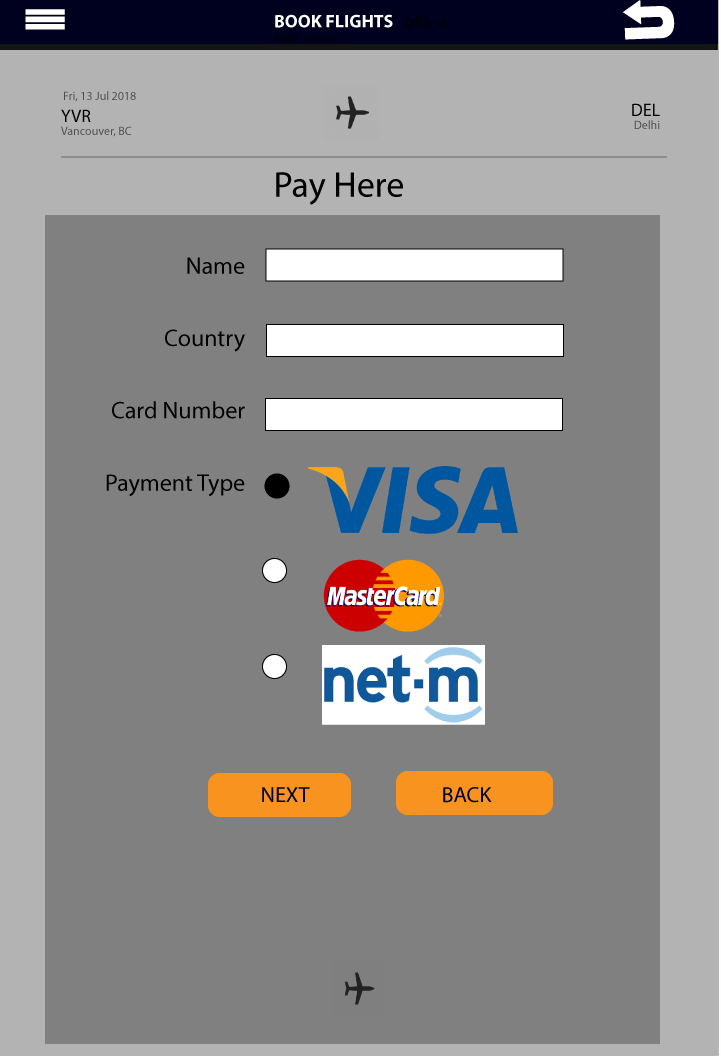 BOOK FLIGHTS
Fri, 13 Jul 2018
YVR
Vancouver, BC
DEL
Delhi
Pay Here
Name
Country
Card Number
Payment Type
VISA
MasterCard
net-m
NEXT
BACK